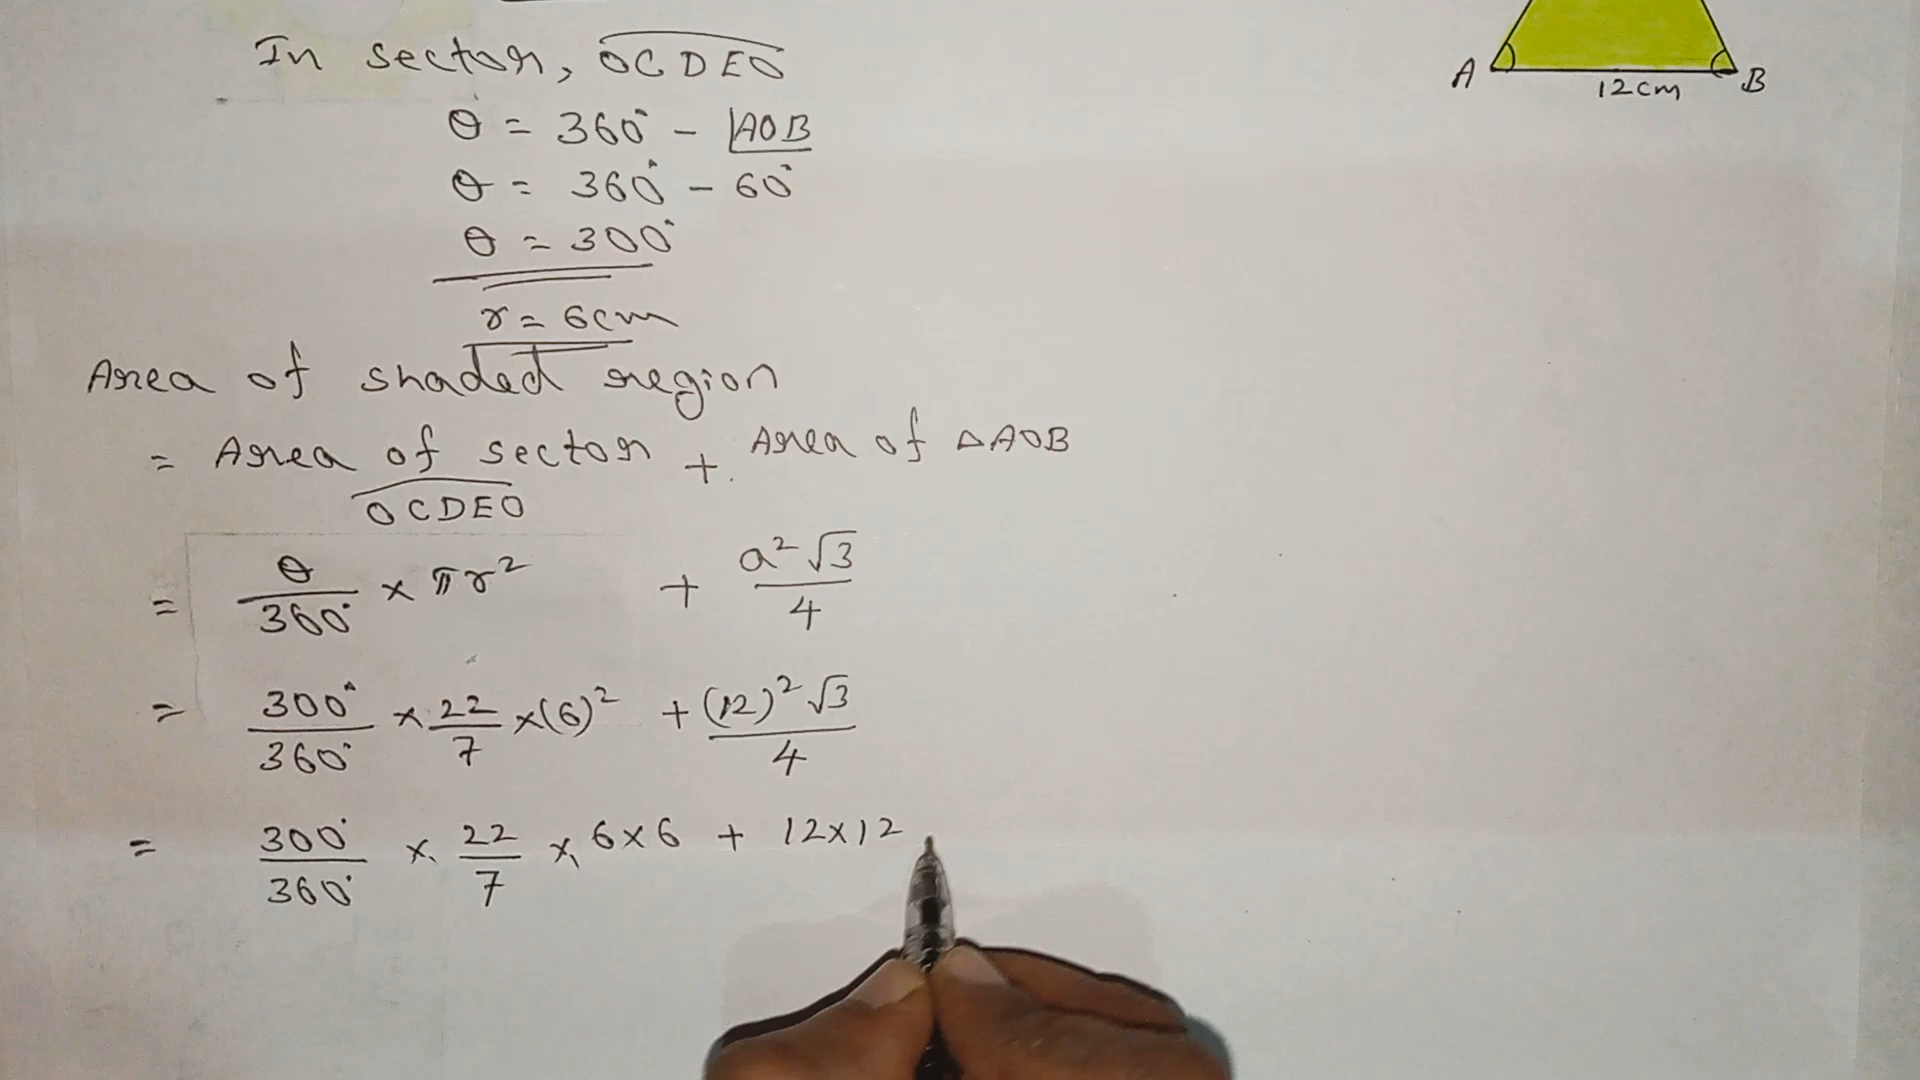 In sector, OCDEO
θ = 360° - ∠AOB
θ = 360° - 60°
θ = 300°
r = 6cm
Area of shaded region
= Area of sector + Area of △AOB
OCDEO
= θ/360° × πr² + a²√3/4
= 300°/360° × 22/7 × (6)² + (12)²√3/4
= 300°/360° × 22/7 × 6×6 + 12×12
A 12cm B